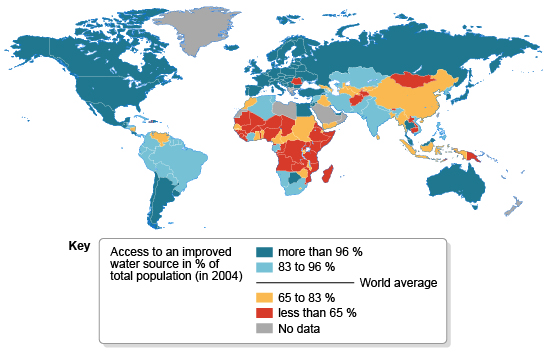 Key
Access to an improved
water source in % of
total population (in 2004)
more than 96 %
83 to 96 %
World average
65 to 83 %
less than 65 %
No data